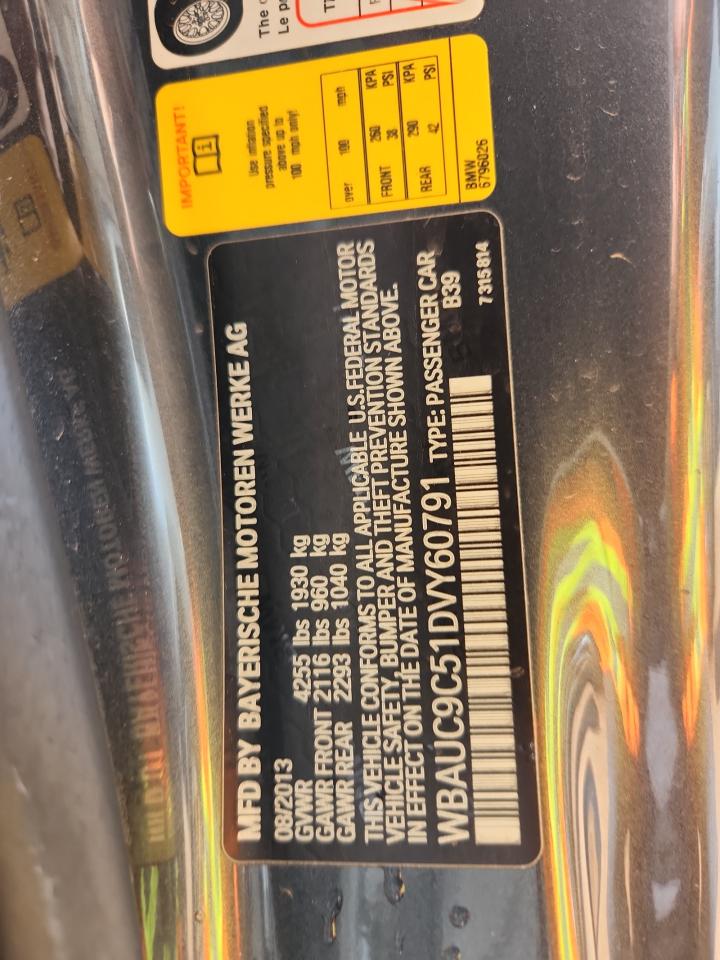 The
Le
IMPORTANT!
Use inflation
pressure specified
above up to
100 mph only!
over 100 mph
FRONT 260 KPA
38 PSI
REAR 290 KPA
42 PSI
BMW
6796026
MFD BY BAYERISCHE MOTOREN WERKE AG
08/2013
GVWR 4255 lbs 1930 kg
GAWR FRONT 2116 lbs 960 kg
GAWR REAR 2293 lbs 1040 kg
THIS VEHICLE CONFORMS TO ALL APPLICABLE U.S.FEDERAL MOTOR
VEHICLE SAFETY, BUMPER AND THEFT PREVENTION STANDARDS
IN EFFECT ON THE DATE OF MANUFACTURE SHOWN ABOVE.
WBAUC9C51DVY60791 TYPE: PASSENGER CAR
B39
7315814